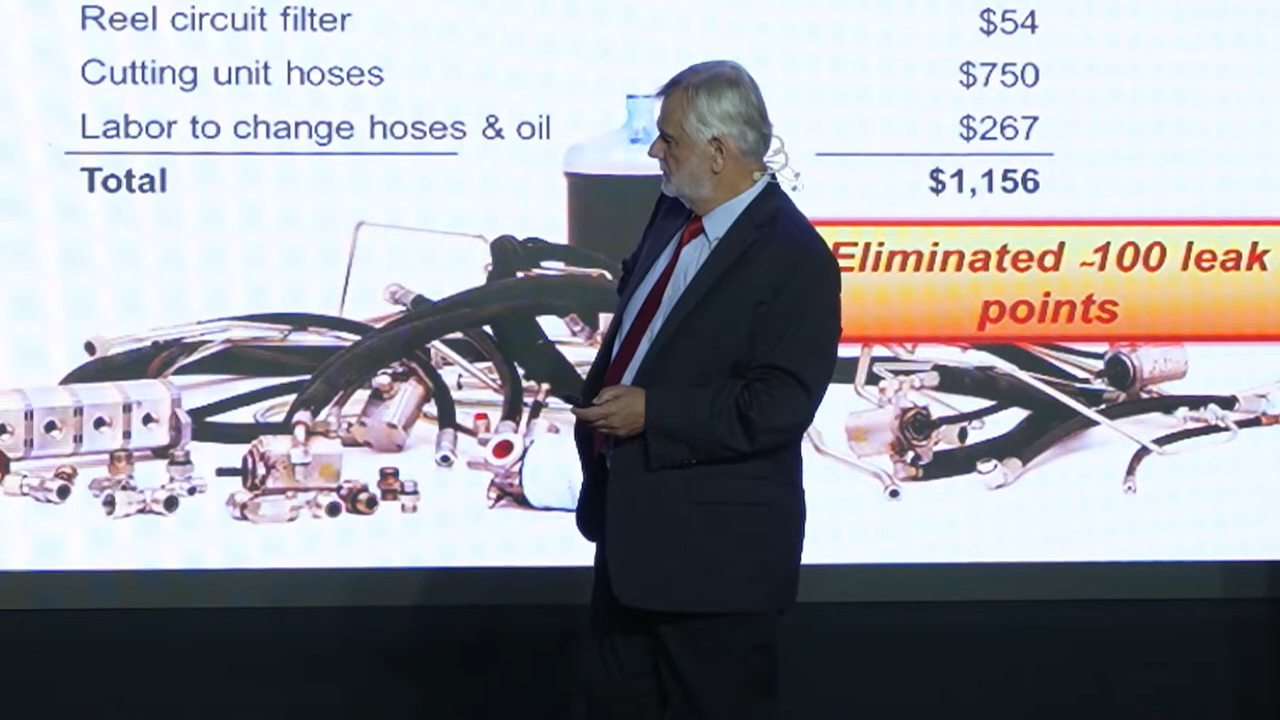 Reel circuit filter $54
Cutting unit hoses $750
Labor to change hoses & oil $267
Total $1,156
Eliminated ~100 leak
points